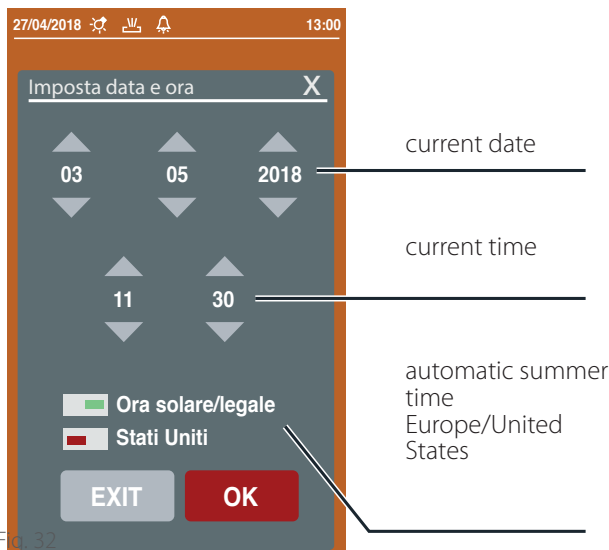 27/04/2018 13:00
Imposta data e ora X
03 05 2018
11 30
Ora solare/legale
Stati Uniti
EXIT OK
current date
current time
automatic summer
time
Europe/United
States
Fig. 32